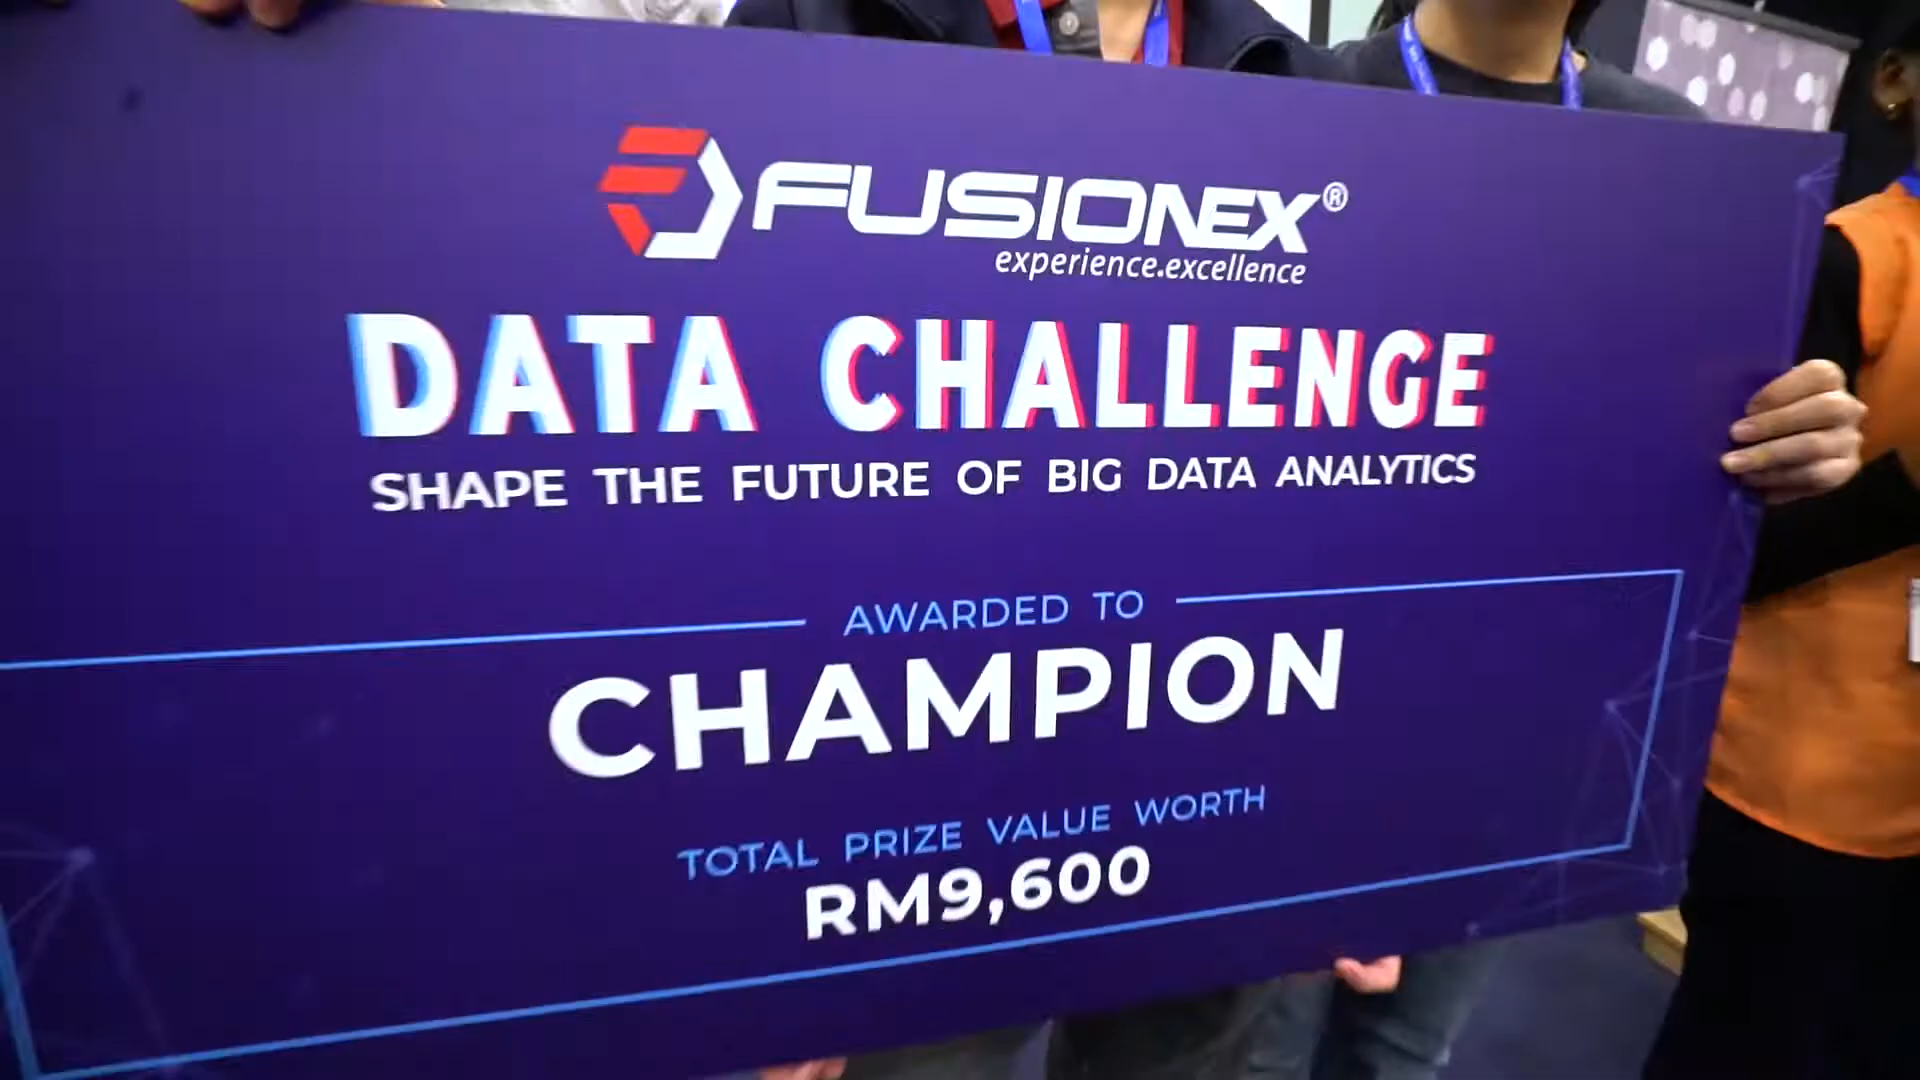 FUSIONEX®
experience.excellence
DATA CHALLENGE
SHAPE THE FUTURE OF BIG DATA ANALYTICS
AWARDED TO
CHAMPION
TOTAL PRIZE VALUE WORTH
RM9,600